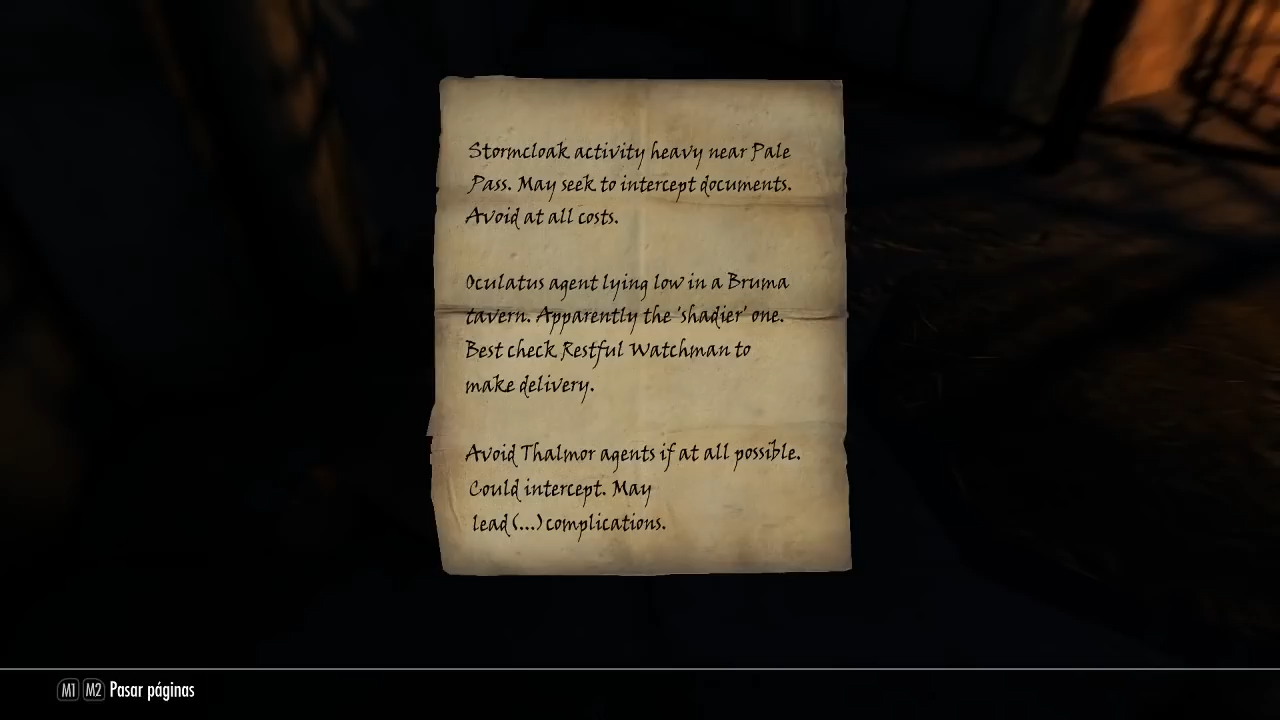 Stormcloak activity heavy near Pale
Pass. May seek to intercept documents.
Avoid at all costs.
Oculatus agent lying low in a Bruma
tavern. Apparently the 'shadier' one.
Best check Restful Watchman to
make delivery.
Avoid Thalmor agents if at all possible.
Could intercept. May
lead (...) complications.
M1 M2 Pasar páginas